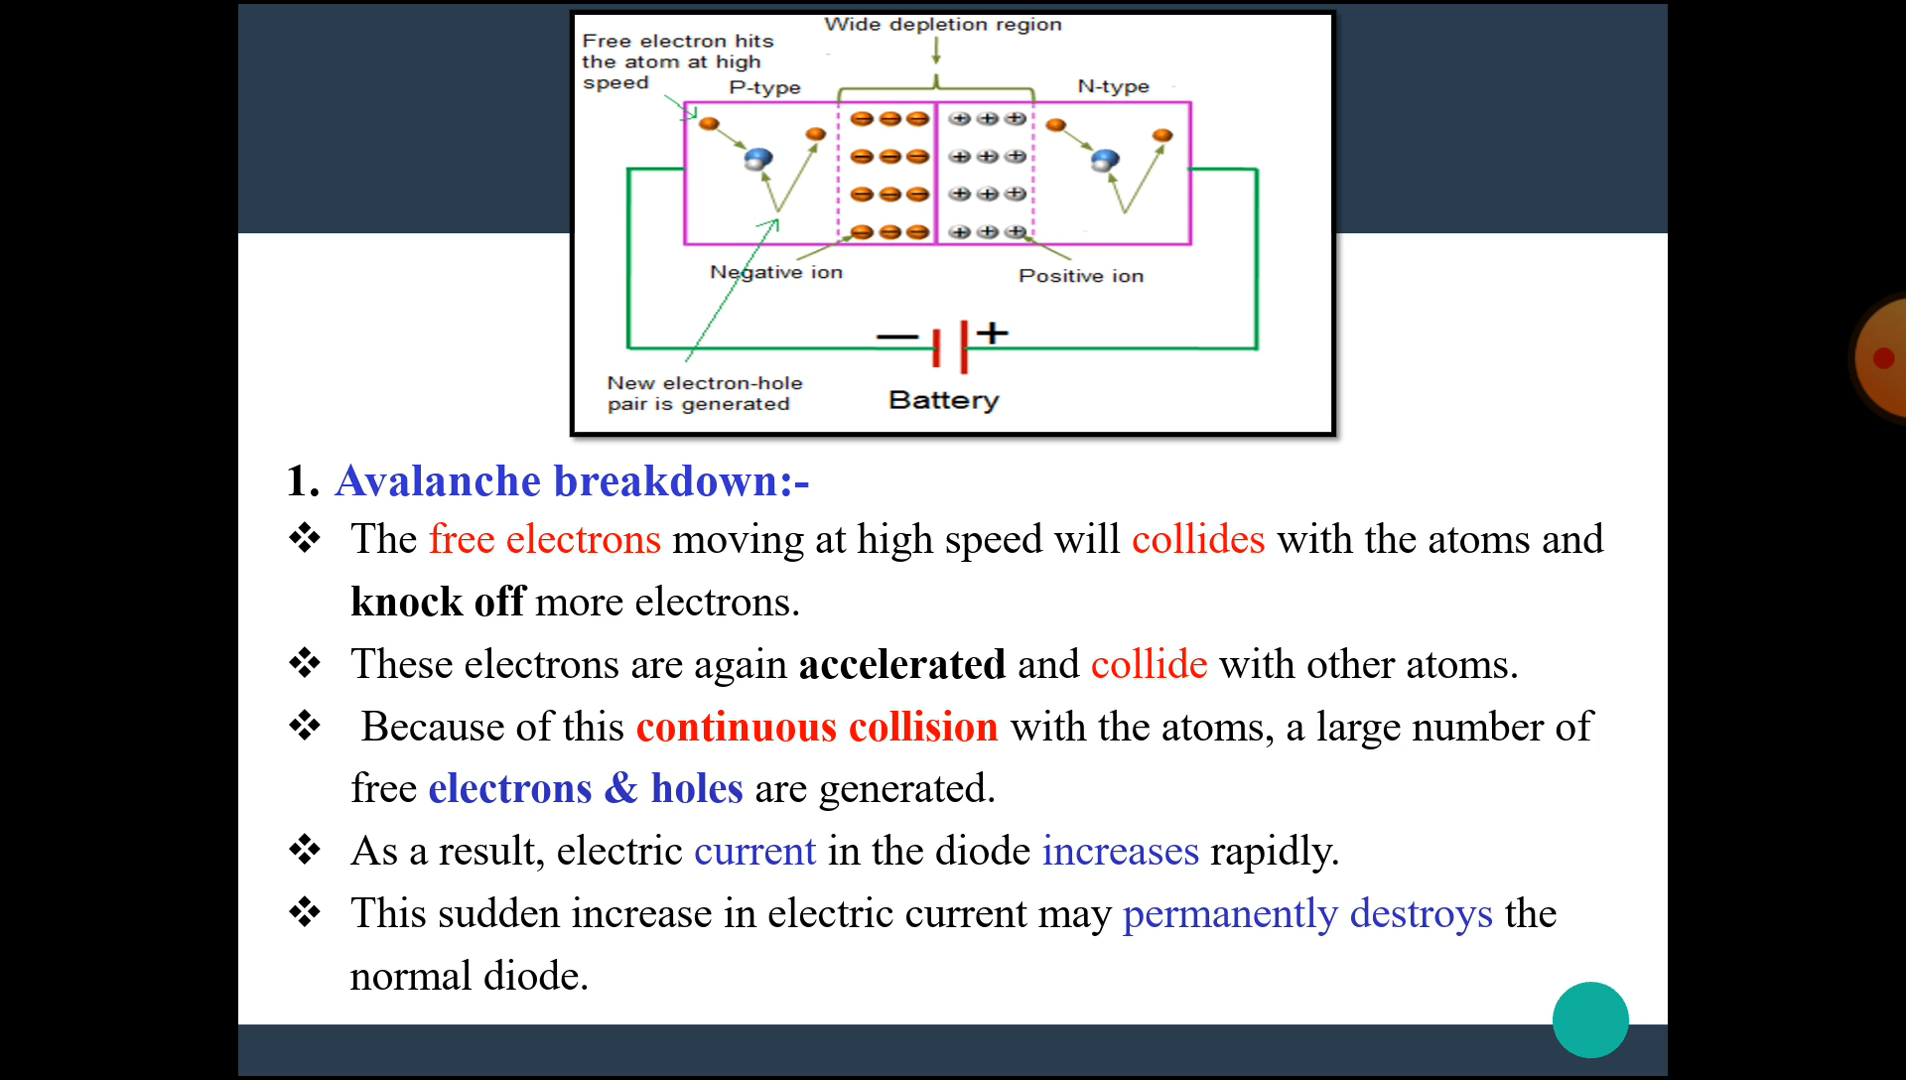 Wide depletion region
Free electron hits
the atom at high
speed
P-type
N-type
Negative ion
Positive ion
− +
New electron-hole
pair is generated
Battery
1. Avalanche breakdown:-
❖ The free electrons moving at high speed will collides with the atoms and
knock off more electrons.
❖ These electrons are again accelerated and collide with other atoms.
❖ Because of this continuous collision with the atoms, a large number of
free electrons & holes are generated.
❖ As a result, electric current in the diode increases rapidly.
❖ This sudden increase in electric current may permanently destroys the
normal diode.